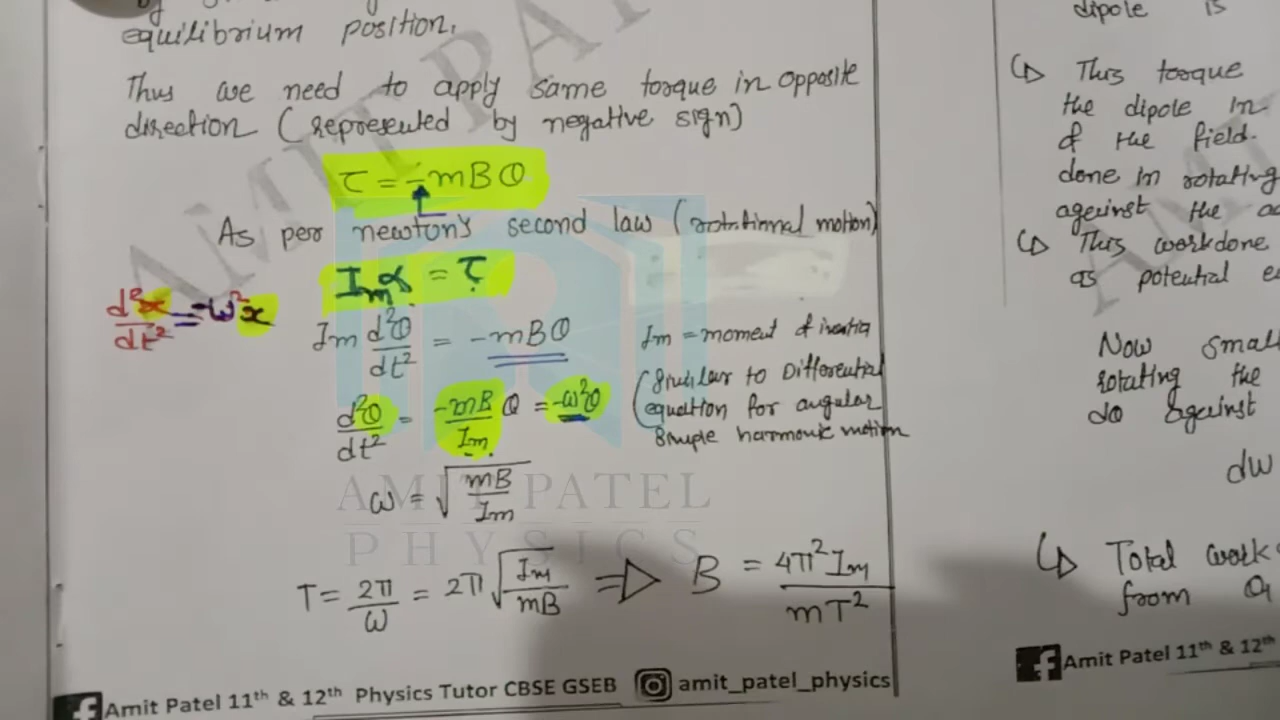 equilibrium position.
Thus we need to apply same torque in opposite
direction (represented by negative sign)
τ = -mBθ
As per newton's second law (rotational motion)
Imα = τ
d²x/dt² = -ω²x
Im d²θ/dt² = -mBθ
Im = moment of inertia
d²θ/dt² = -mB/Im θ = -ω²θ
(Similar to Differential
equation for angular
Simple harmonic motion
ω = √(mB/Im)
T = 2π/ω = 2π√(Im/mB) ⇒ B = 4π²Im/mT²
AMIT PATEL
PHYSICS
Amit Patel 11th & 12th Physics Tutor CBSE GSEB amit_patel_physics
dipole is
This torque
the dipole in
of the field.
done in rotating
against the
This workdone
as potential
Now small
rotating the
do against
dw
Total work
from θ1
Amit Patel 11th & 12th